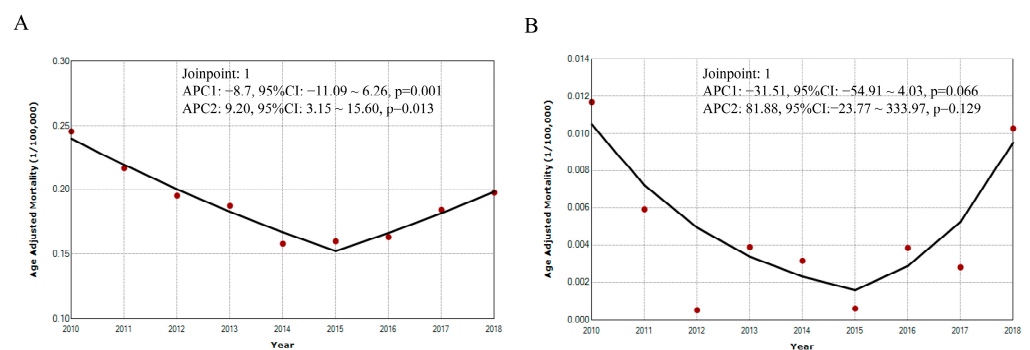 A
Joinpoint: 1
APC1: −8.7, 95%CI: −11.09 ~ 6.26, p=0.001
APC2: 9.20, 95%CI: 3.15 ~ 15.60, p−0.013
Age Adjusted Mortality (1/100,000)
0.30
0.25
0.20
0.15
0.10
2010 2011 2012 2013 2014 2015 2016 2017 2018
Year
B
Joinpoint: 1
APC1: −31.51, 95%CI: −54.91 ~ 4.03, p=0.066
APC2: 81.88, 95%CI:−23.77 ~ 333.97, p−0.129
Age Adjusted Mortality (1/100,000)
0.014
0.012
0.010
0.008
0.006
0.004
0.002
0.000
2010 2011 2012 2013 2014 2015 2016 2017 2018
Year